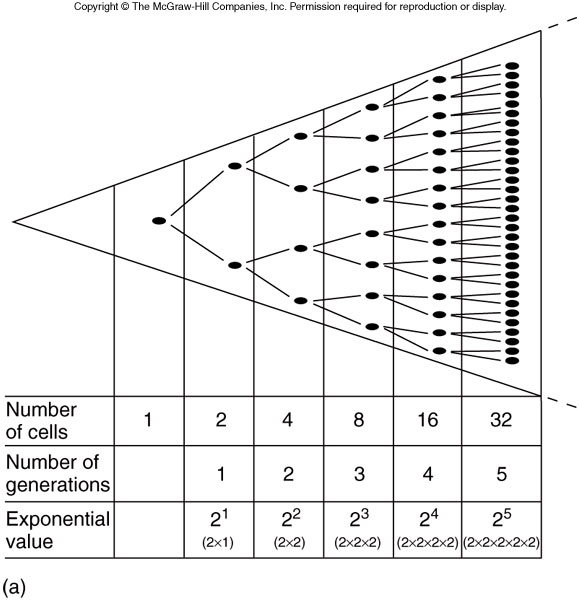 Copyright © The McGraw-Hill Companies, Inc. Permission required for reproduction or display.
Number of cells 1 2 4 8 16 32
Number of generations 1 2 3 4 5
Exponential value 2¹ (2×1) 2² (2×2) 2³ (2×2×2) 2⁴ (2×2×2×2) 2⁵ (2×2×2×2×2)
(a)